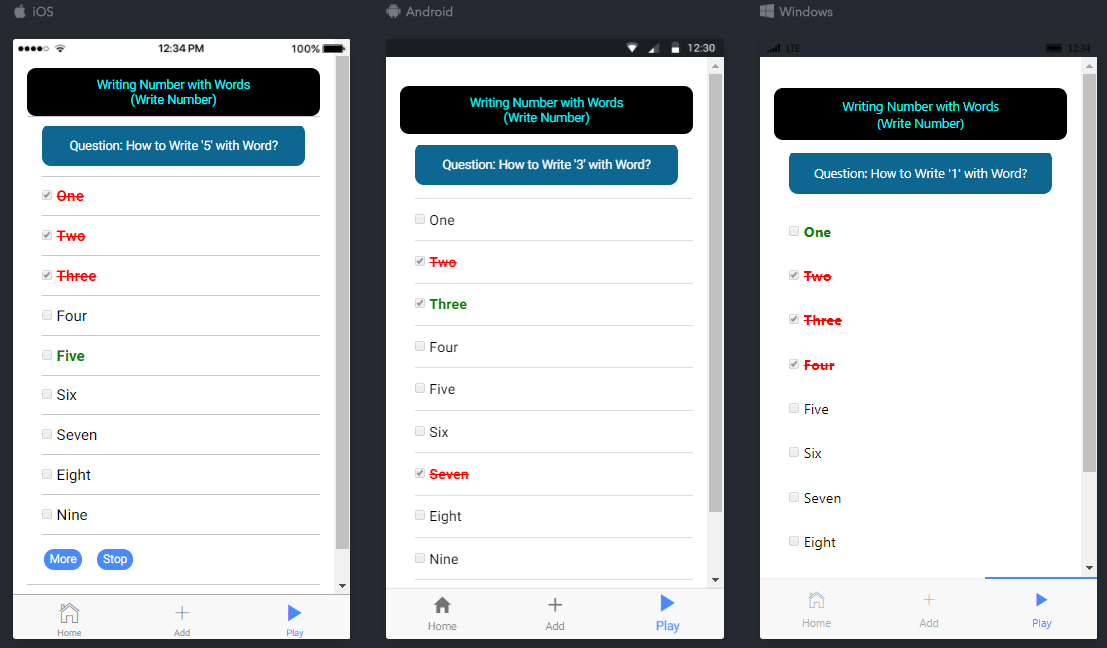 iOS
12:34 PM
100%
Writing Number with Words
(Write Number)
Question: How to Write '5' with Word?
One
Two
Three
Four
Five
Six
Seven
Eight
Nine
More Stop
Home Add Play
Android
12:30
Writing Number with Words
(Write Number)
Question: How to Write '3' with Word?
One
Two
Three
Four
Five
Six
Seven
Eight
Nine
Home Add Play
Windows
LTE
12:34
Writing Number with Words
(Write Number)
Question: How to Write '1' with Word?
One
Two
Three
Four
Five
Six
Seven
Eight
Home Add Play